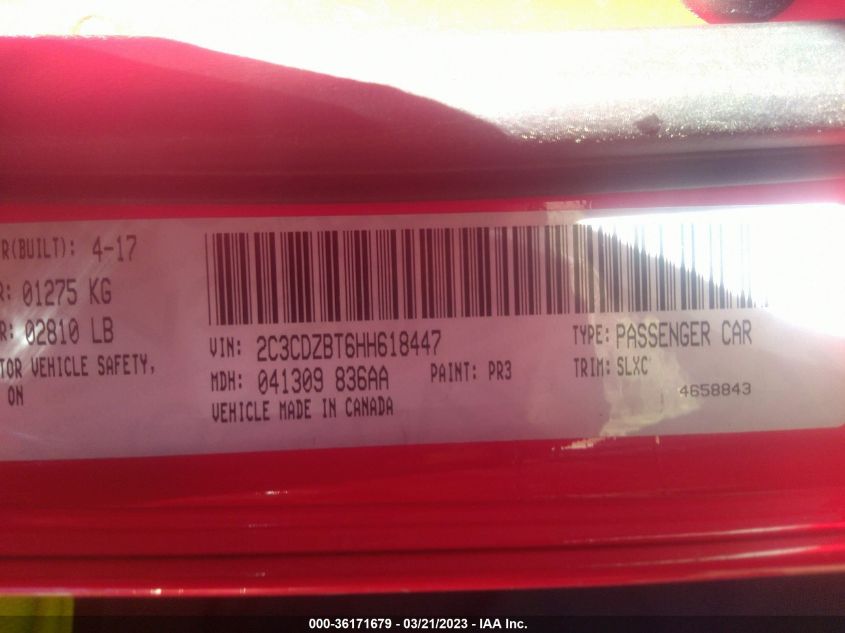 R(BUILT): 4-17
R: 01275 KG
R: 02810 LB
TOR VEHICLE SAFETY,
ON
VIN: 2C3CDZBT6HH618447
TYPE: PASSENGER CAR
MDH: 041309 836AA PAINT: PR3 TRIM: SLXC
VEHICLE MADE IN CANADA
4658843
000-36171679 - 03/21/2023 - IAA Inc.